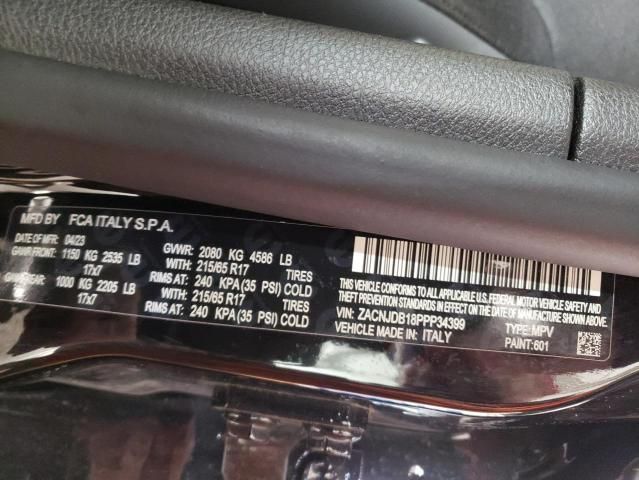 MFD BY FCA ITALY S.P.A.
DATE OF MFR: 04/23 GVWR: 2080 KG 4586 LB
GAWR FRONT: 1150 KG 2535 LB WITH: 215/65 R17 TIRES
17x7 RIMS AT: 240 KPA(35 PSI) COLD
GAWR REAR: 1000 KG 2205 LB WITH: 215/65 R17 TIRES
17x7 RIMS AT: 240 KPA(35 PSI) COLD
THIS VEHICLE CONFORMS TO ALL APPLICABLE
U.S. FEDERAL MOTOR VEHICLE SAFETY AND
THEFT PREVENTION STANDARDS IN EFFECT ON THE
DATE OF MANUFACTURE SHOWN ABOVE.
VIN: ZACNJDB18PPP34399 TYPE: MPV
VEHICLE MADE IN: ITALY PAINT: 601